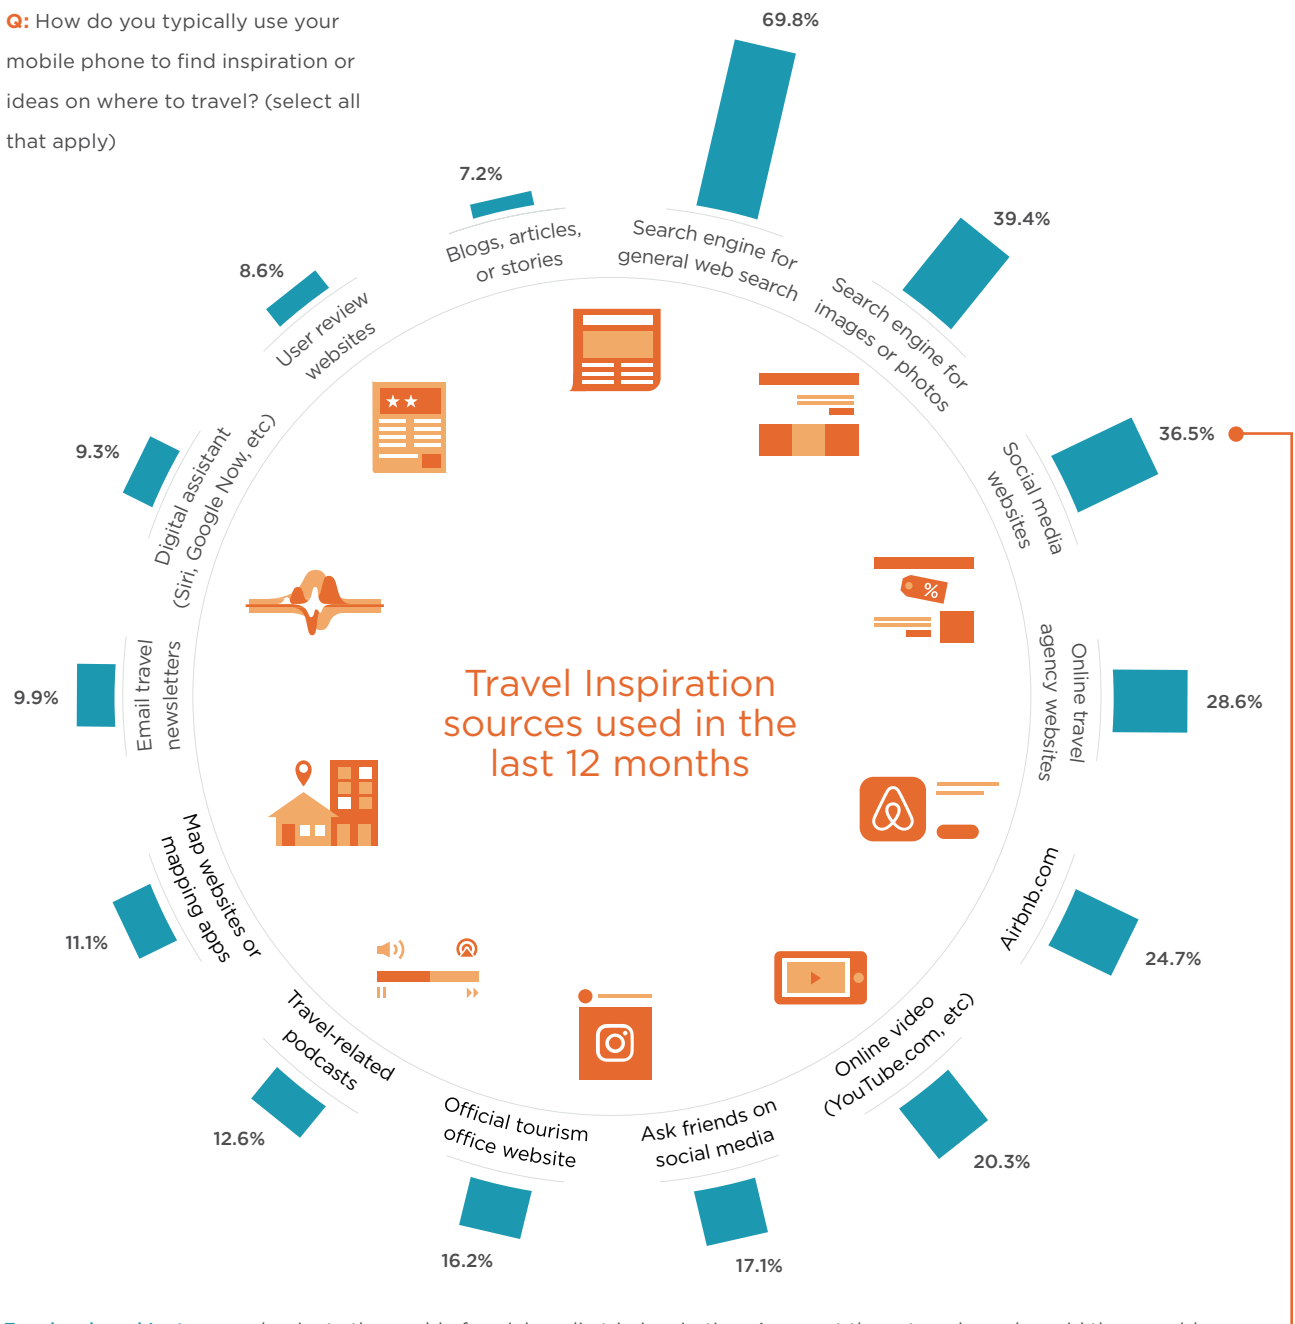 Q: How do you typically use your
mobile phone to find inspiration or
ideas on where to travel? (select all
that apply)
69.8%
Search engine for
general web search
39.4%
Search engine for
images or photos
36.5%
Social media
websites
28.6%
Online travel
agency websites
24.7%
Airbnb.com
20.3%
Online video
(YouTube.com, etc)
17.1%
Ask friends on
social media
16.2%
Official tourism
office website
12.6%
Travel-related
podcasts
11.1%
Map websites or
mapping apps
9.9%
Email travel
newsletters
9.3%
Digital assistant
(Siri, Google Now, etc)
8.6%
User review
websites
7.2%
Blogs, articles,
or stories
%
Travel Inspiration
sources used in the
last 12 months